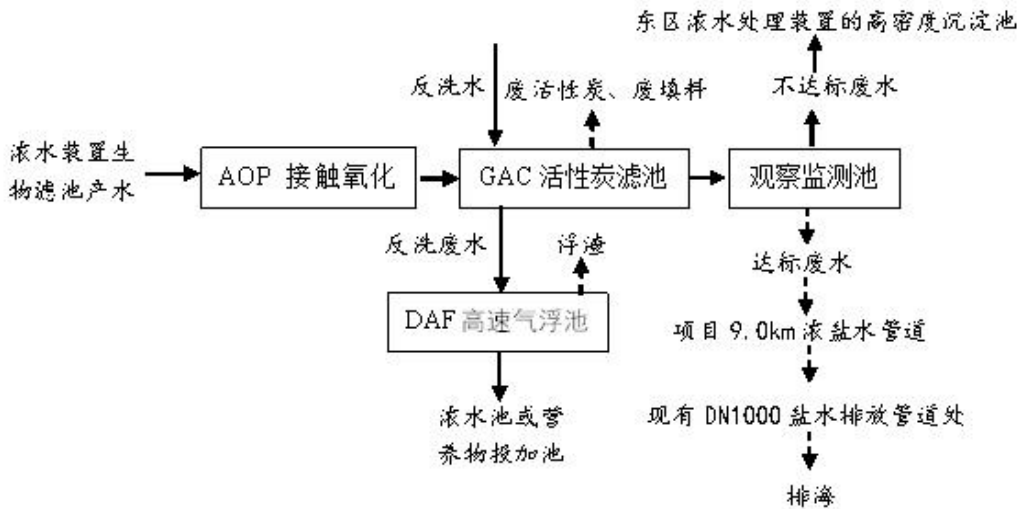 东区浓水处理装置的高密度沉淀池
反洗水
废活性炭、废填料
不达标废水
浓水装置生
物滤池产水
AOP 接触氧化
GAC 活性炭滤池
观察监测池
反洗废水
浮渣
达标废水
DAF 高速气浮池
项目 9.0km 浓盐水管道
浓水池或营
养物投加池
现有 DN1000 盐水排放管道处
排海